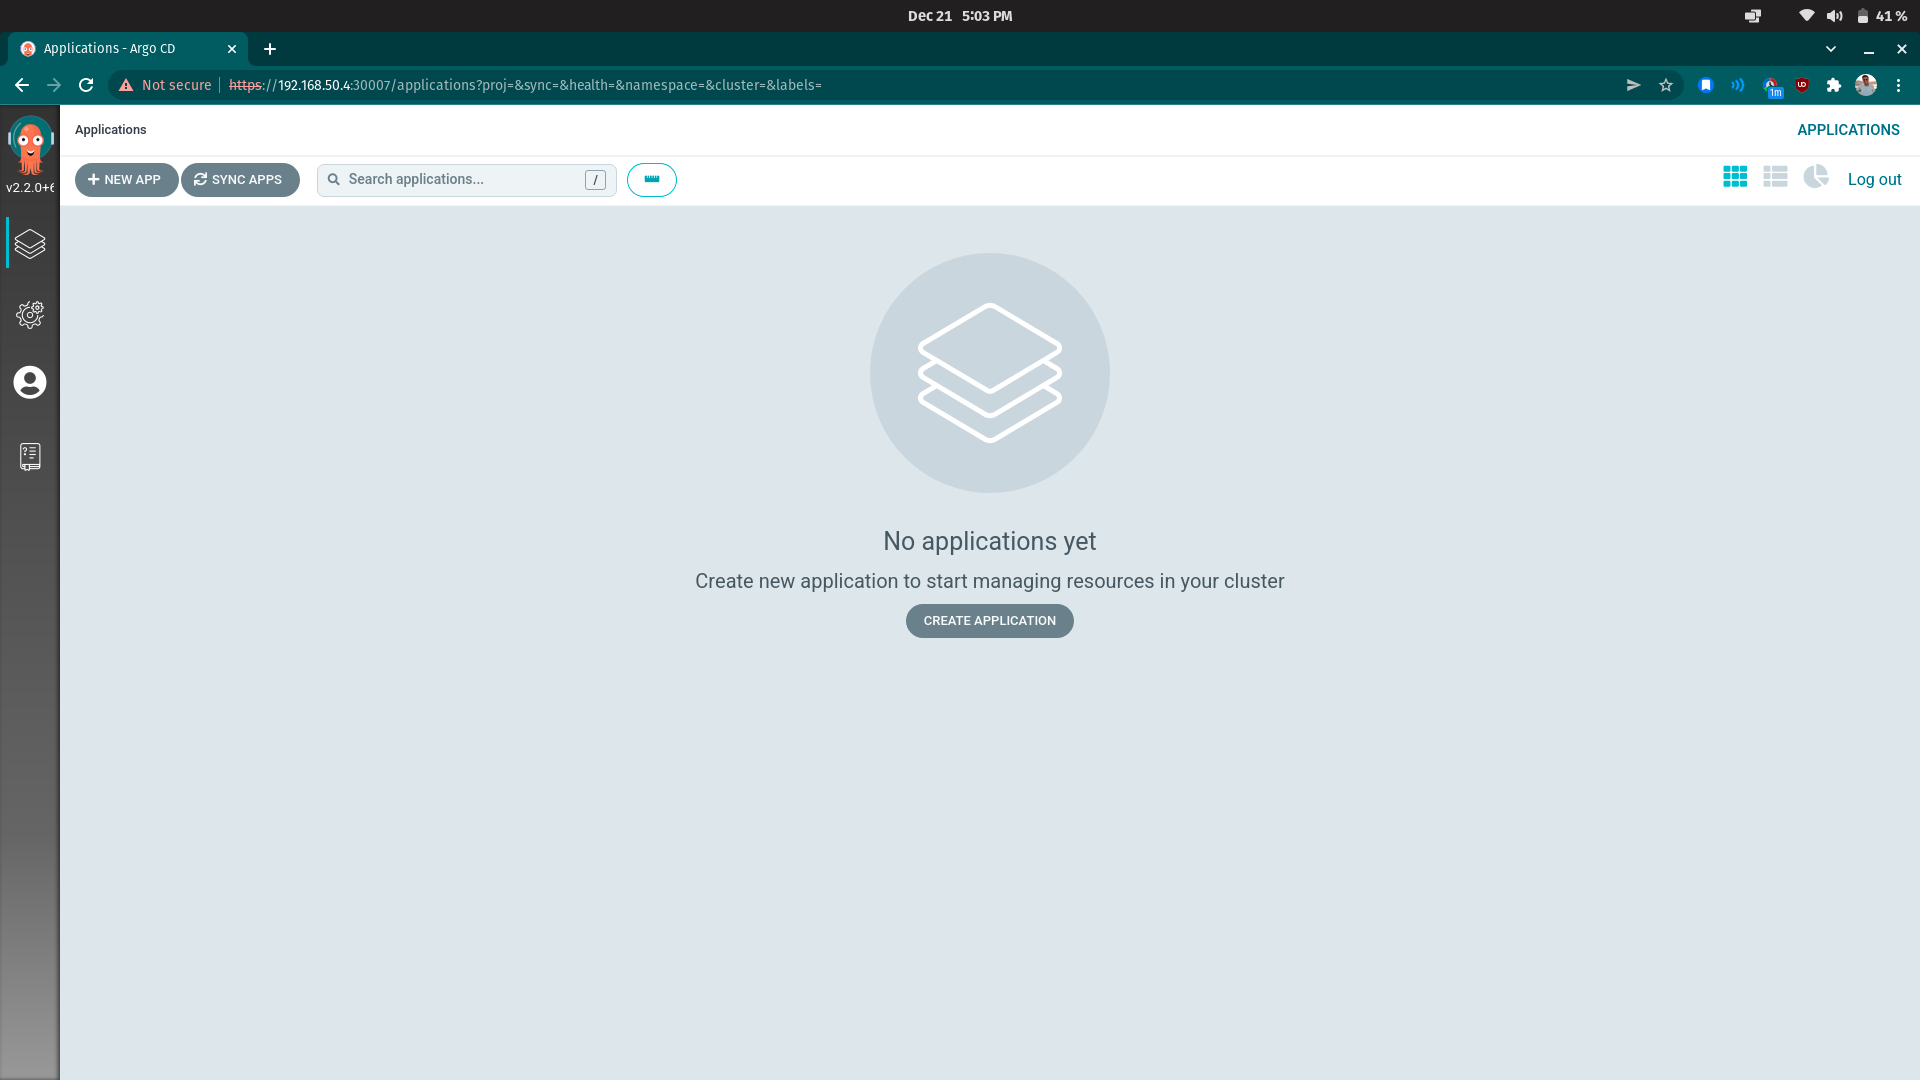 Dec 21 5:03 PM
41 %
Applications - Argo CD
Not secure
https://192.168.50.4:30007/applications?proj=&sync=&health=&namespace=&cluster=&labels=
1m
UD
Applications
APPLICATIONS
v2.2.0+6
NEW APP
SYNC APPS
Search applications...
/
Log out
No applications yet
Create new application to start managing resources in your cluster
CREATE APPLICATION